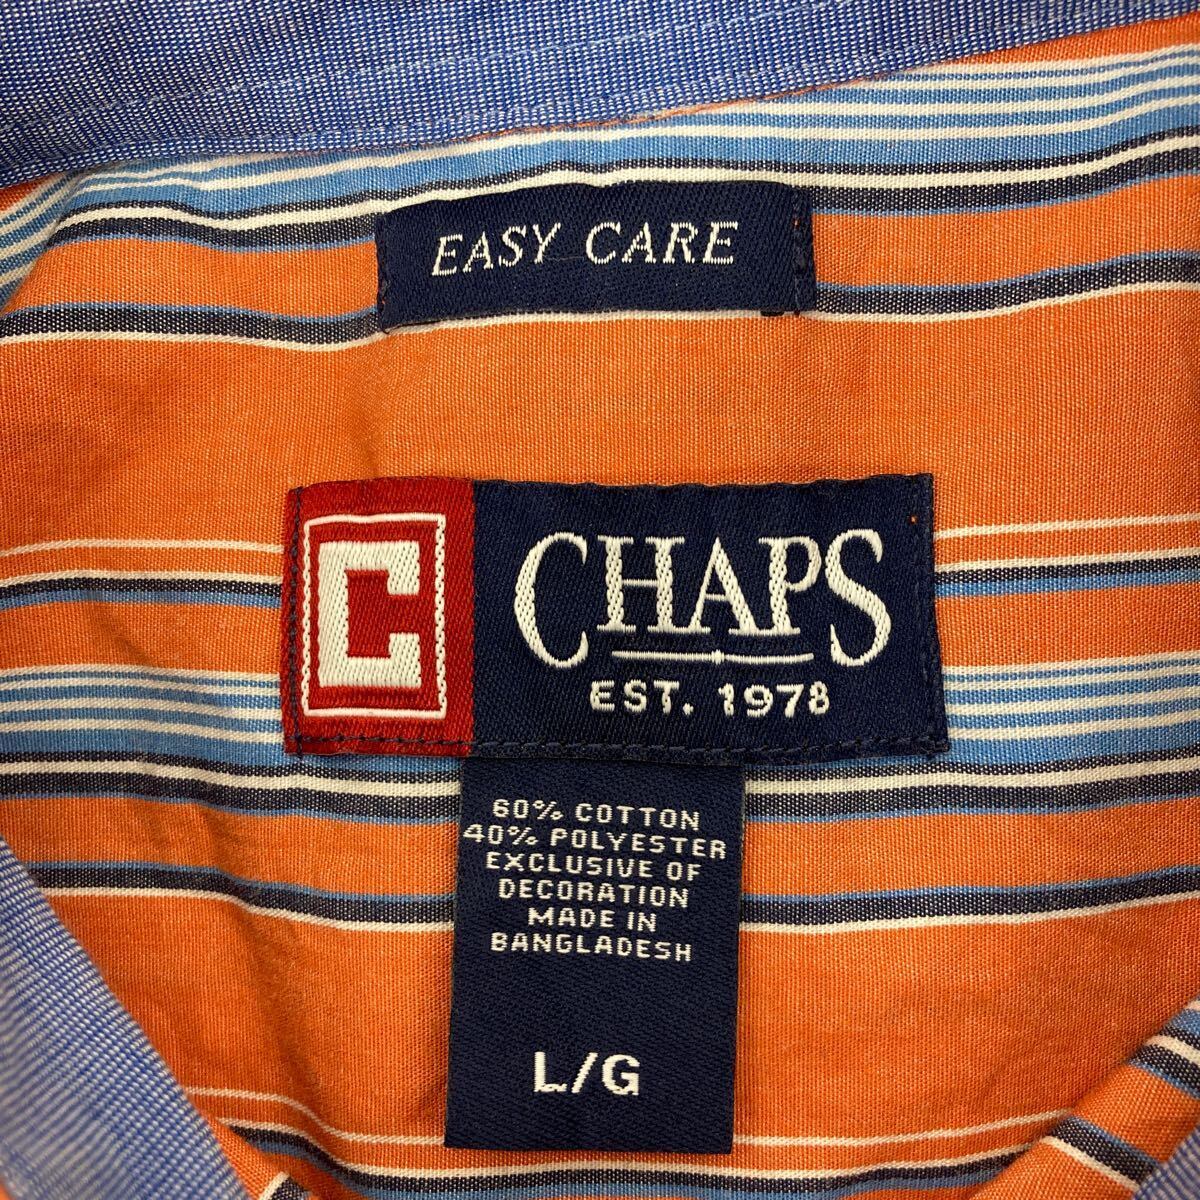 EASY CARE
C CHAPS
EST. 1978
60% COTTON
40% POLYESTER
EXCLUSIVE OF
DECORATION
MADE IN
BANGLADESH
L/G